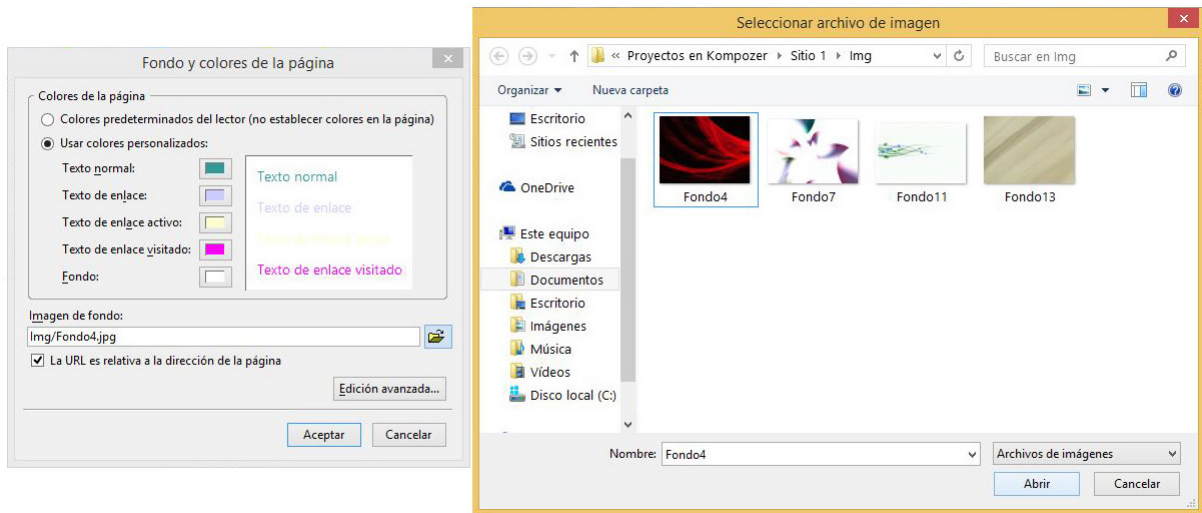 Fondo y colores de la página
Colores de la página
Colores predeterminados del lector (no establecer colores en la página)
Usar colores personalizados:
Texto normal:
Texto de enlace:
Texto de enlace activo:
Texto de enlace visitado:
Fondo:
Texto normal
Texto de enlace
Texto de enlace activo
Texto de enlace visitado
Imagen de fondo:
Img/Fondo4.jpg
La URL es relativa a la dirección de la página
Edición avanzada...
Aceptar Cancelar
Seleccionar archivo de imagen
« Proyectos en Kompozer Sitio 1 Img
Buscar en Img
Organizar Nueva carpeta
Escritorio
Sitios recientes
OneDrive
Este equipo
Descargas
Documentos
Escritorio
Imágenes
Música
Vídeos
Disco local (C:)
Fondo4 Fondo7 Fondo11 Fondo13
Nombre: Fondo4
Archivos de imágenes
Abrir Cancelar